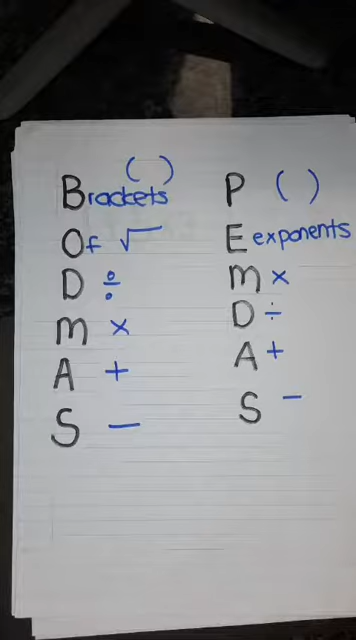 ( )
Brackets
Of √
D ÷
M ×
A +
S −
P ( )
E exponents
M ×
D ÷
A +
S −